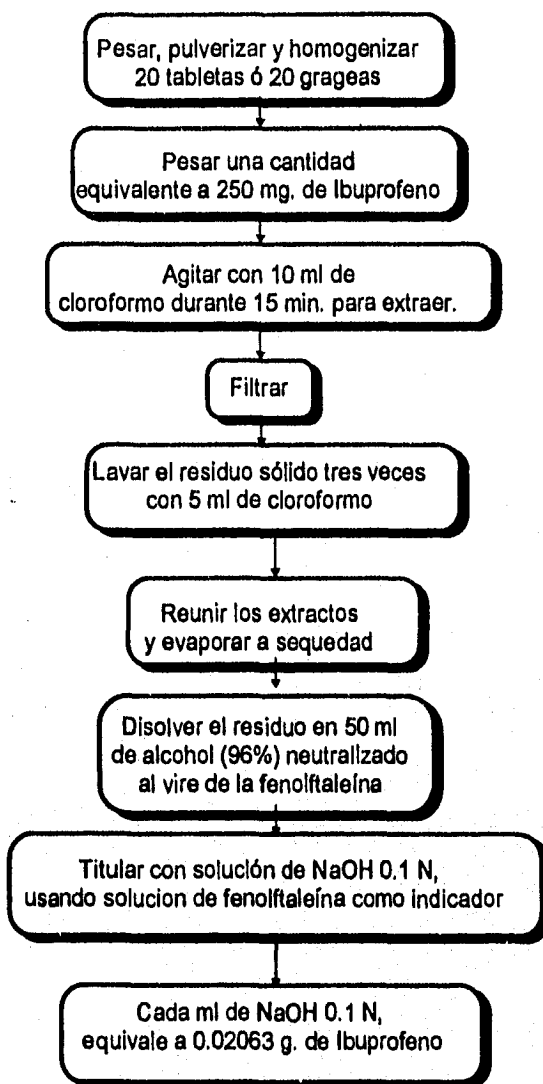 Pesar, pulverizar y homogenizar
20 tabletas ó 20 grageas
Pesar una cantidad
equivalente a 250 mg. de Ibuprofeno
Agitar con 10 ml de
cloroformo durante 15 min. para extraer.
Filtrar
Lavar el residuo sólido tres veces
con 5 ml de cloroformo
Reunir los extractos
y evaporar a sequedad
Disolver el residuo en 50 ml
de alcohol (96%) neutralizado
al vire de la fenolftaleína
Titular con solución de NaOH 0.1 N,
usando solucion de fenolftaleína como indicador
Cada ml de NaOH 0.1 N,
equivale a 0.02063 g. de Ibuprofeno